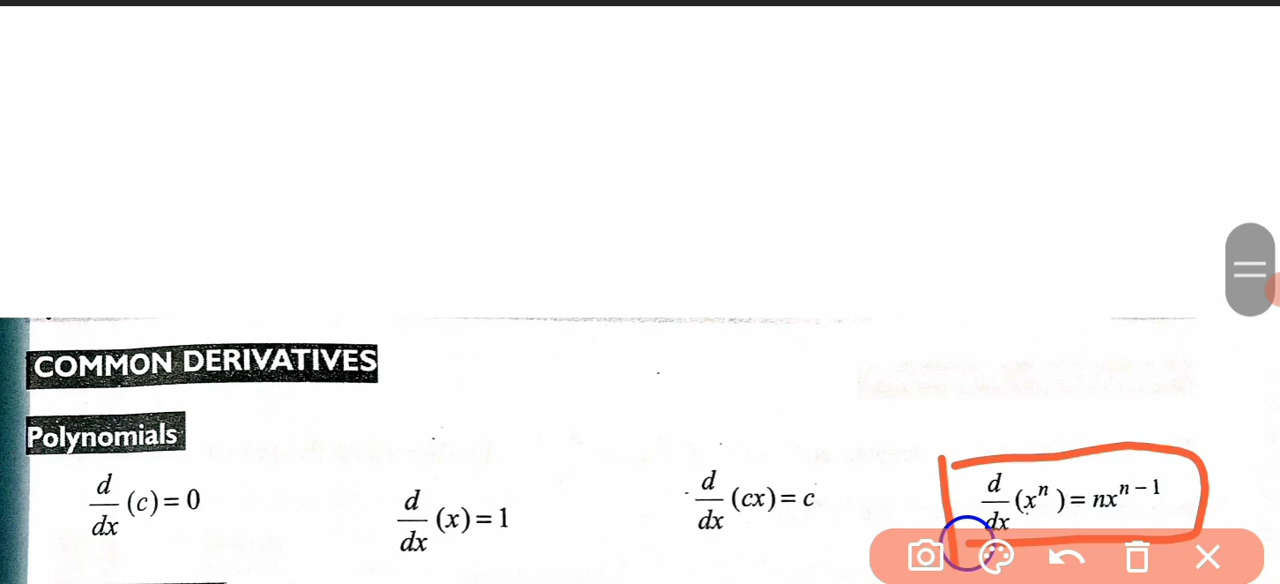 COMMON DERIVATIVES
Polynomials
d/dx (c) = 0
d/dx (x) = 1
d/dx (cx) = c
d/dx (xⁿ) = nxⁿ⁻¹